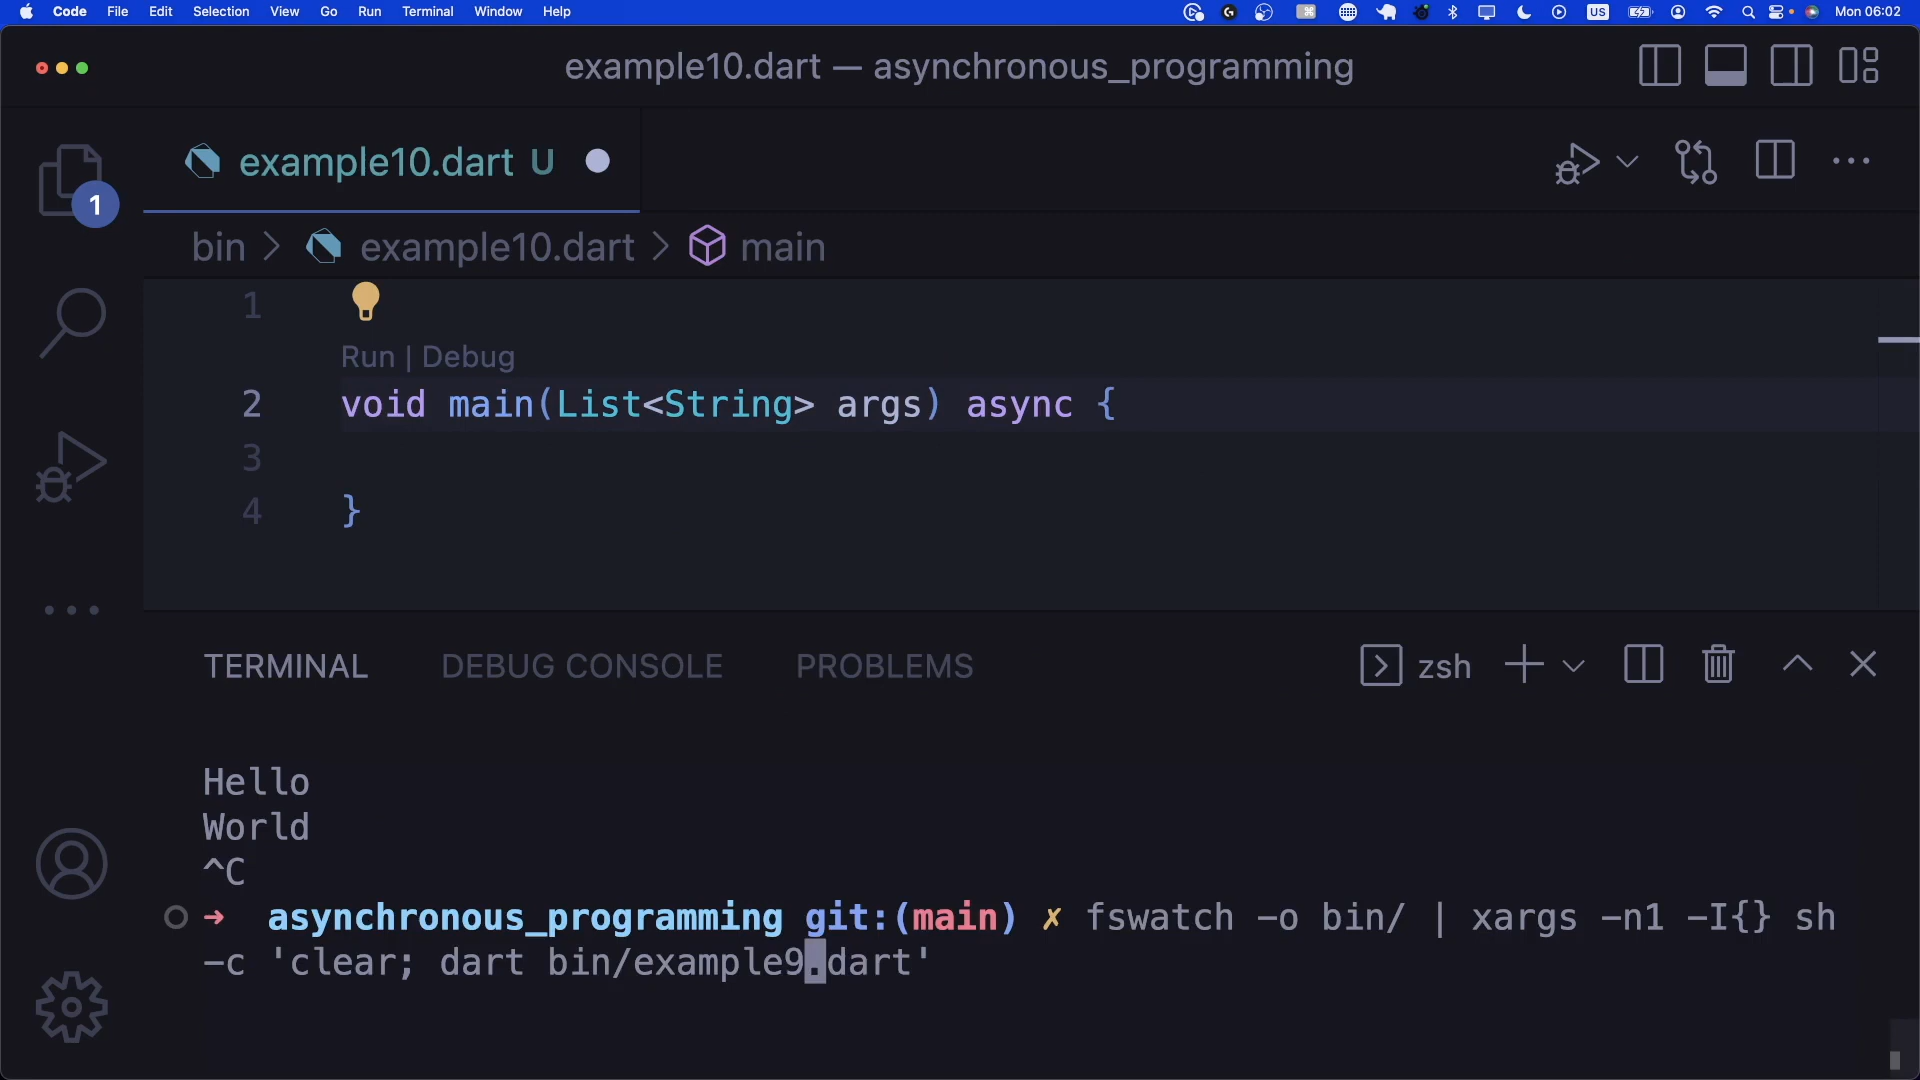 Code File Edit Selection View Go Run Terminal Window Help US Mon 06:02
example10.dart — asynchronous_programming
example10.dart U
1
bin > example10.dart > main
1
Run | Debug
2 void main(List<String> args) async {
3
4 }
TERMINAL DEBUG CONSOLE PROBLEMS zsh
Hello
World
^C
→ asynchronous_programming git:(main) ✗ fswatch -o bin/ | xargs -n1 -I{} sh
-c 'clear; dart bin/example9.dart'